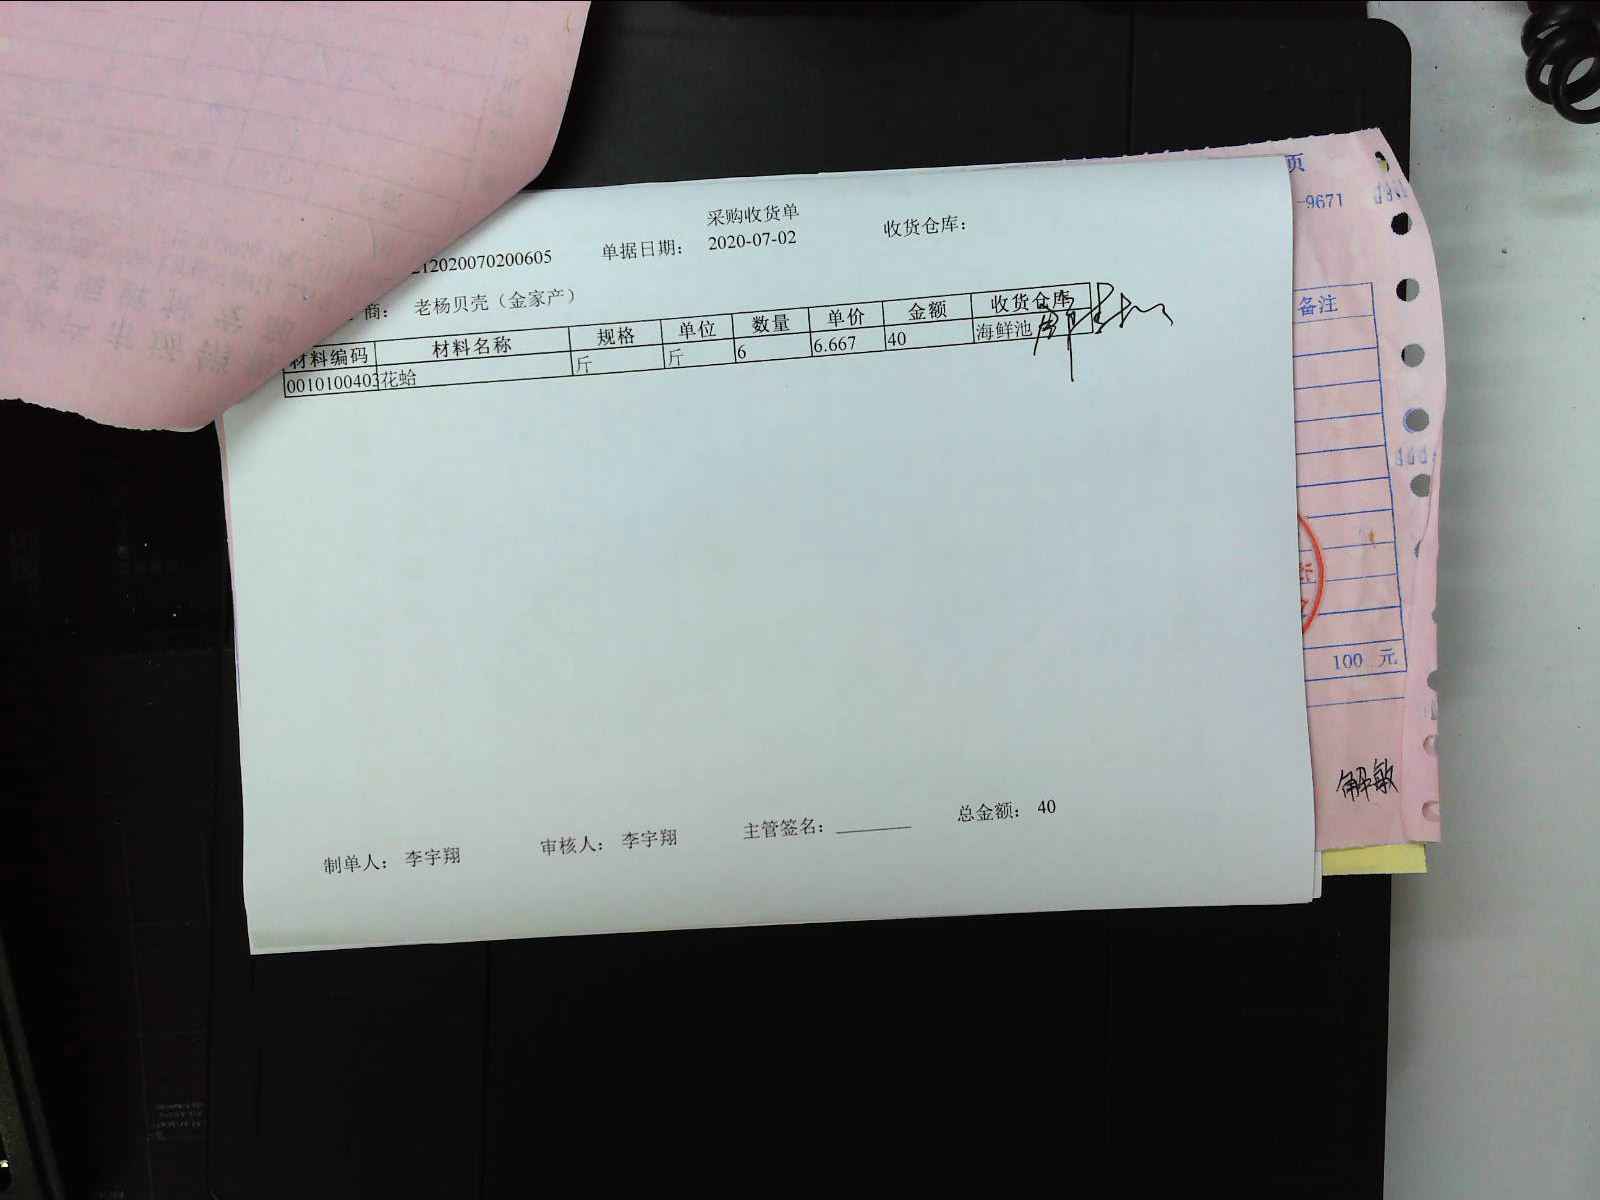 采购收货单
212020070200605 单据日期： 2020-07-02 收货仓库：
商： 老杨贝壳（金家产）
材料编码 材料名称 规格 单位 数量 单价 金额 收货仓库
0010100403 花蛤 斤 斤 6 6.667 40 海鲜池
制单人： 李宇翔 审核人： 李宇翔 主管签名：________ 总金额： 40
页
-9671
备注
100 元
解敏